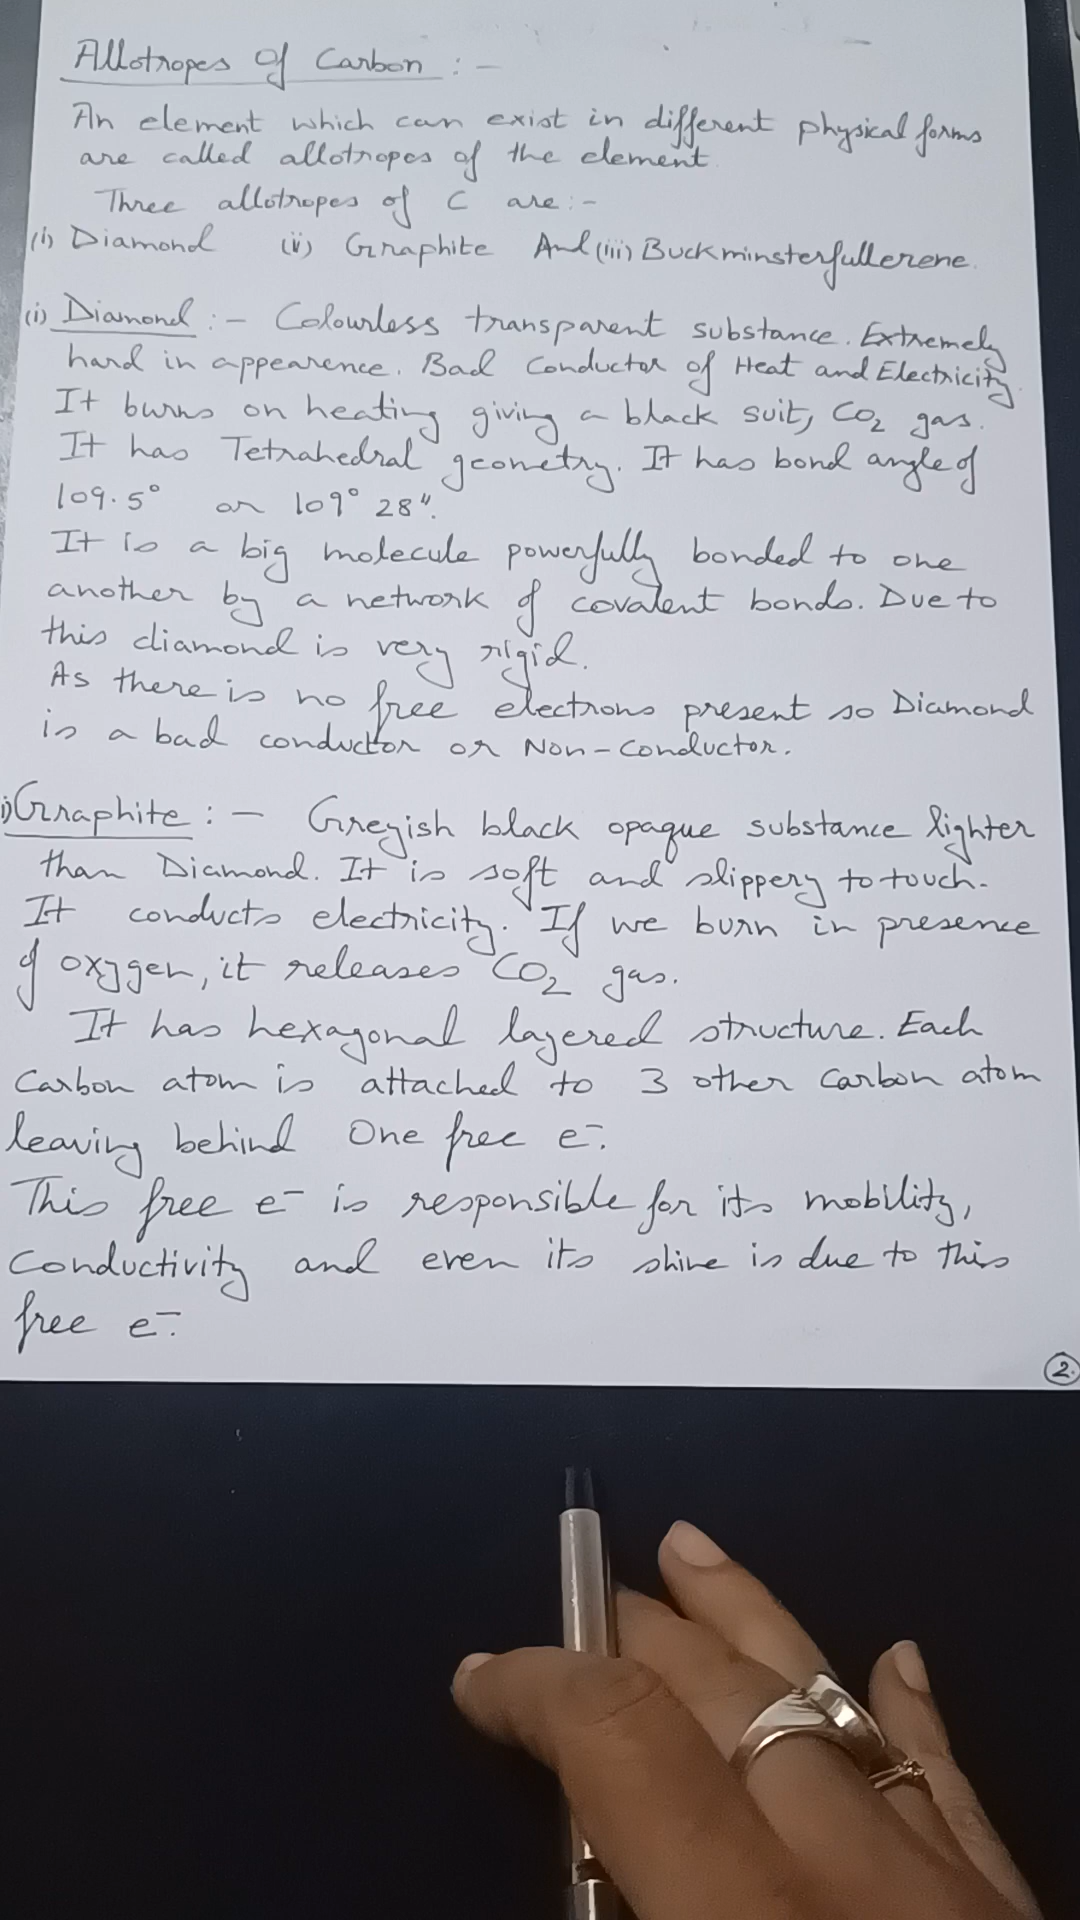 Allotropes of Carbon :-
An element which can exist in different physical forms
are called allotropes of the element.
Three allotropes of C are:-
(i) Diamond (ii) Graphite And (iii) Buckminsterfullerene.
(i) Diamond :- Colourless transparent substance. Extremely
hard in appearence. Bad Conductor of Heat and Electricity.
It burns on heating giving a black suit, CO₂ gas.
It has Tetrahedral geometry. It has bond angle of
109.5° or 109° 28".
It is a big molecule powerfully bonded to one
another by a network of covalent bonds. Due to
this diamond is very rigid.
As there is no free electrons present so Diamond
is a bad conductor or Non-Conductor.
i) Graphite :- Greyish black opaque substance lighter
than Diamond. It is soft and slippery to touch.
It conducts electricity. If we burn in presence
of oxygen, it releases CO₂ gas.
It has hexagonal layered structure. Each
Carbon atom is attached to 3 other Carbon atom
leaving behind One free e⁻.
This free e⁻ is responsible for its mobility,
Conductivity and even its shine is due to this
free e⁻.
2.